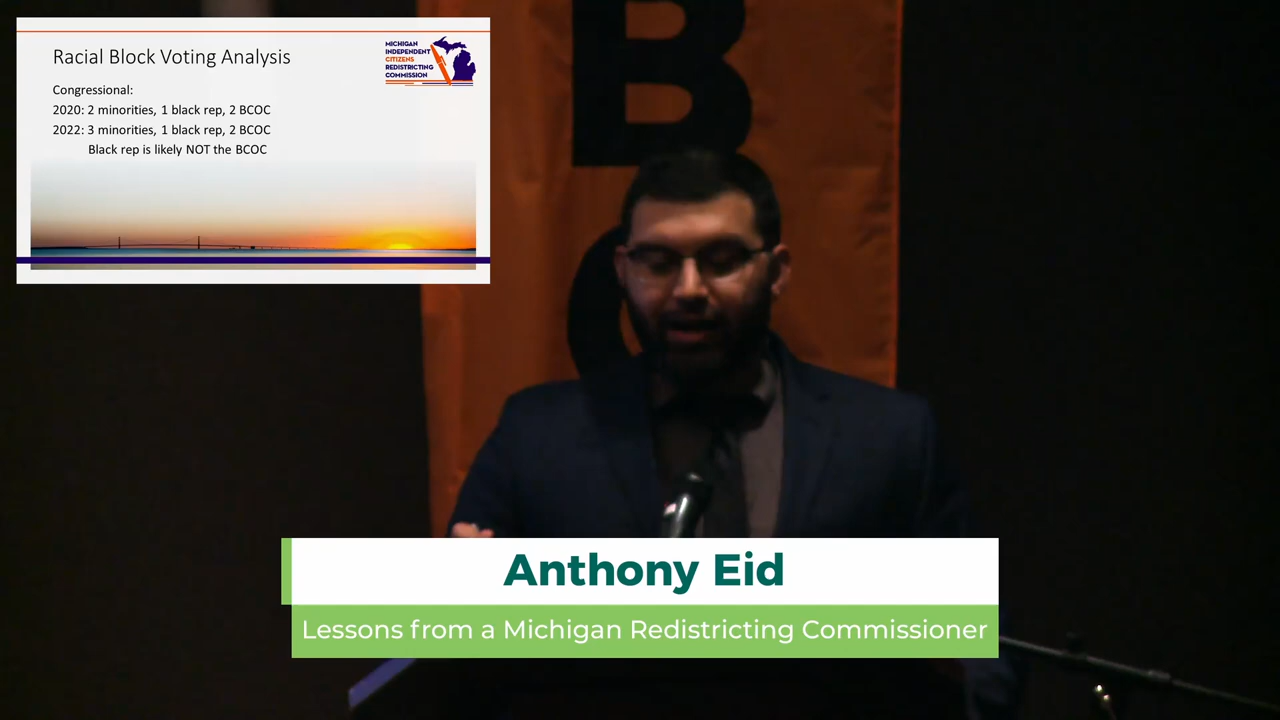 Racial Block Voting Analysis
MICHIGAN
INDEPENDENT
CITIZENS
REDISTRICTING
COMMISSION
Congressional:
2020: 2 minorities, 1 black rep, 2 BCOC
2022: 3 minorities, 1 black rep, 2 BCOC
Black rep is likely NOT the BCOC
B
Anthony Eid
Lessons from a Michigan Redistricting Commissioner